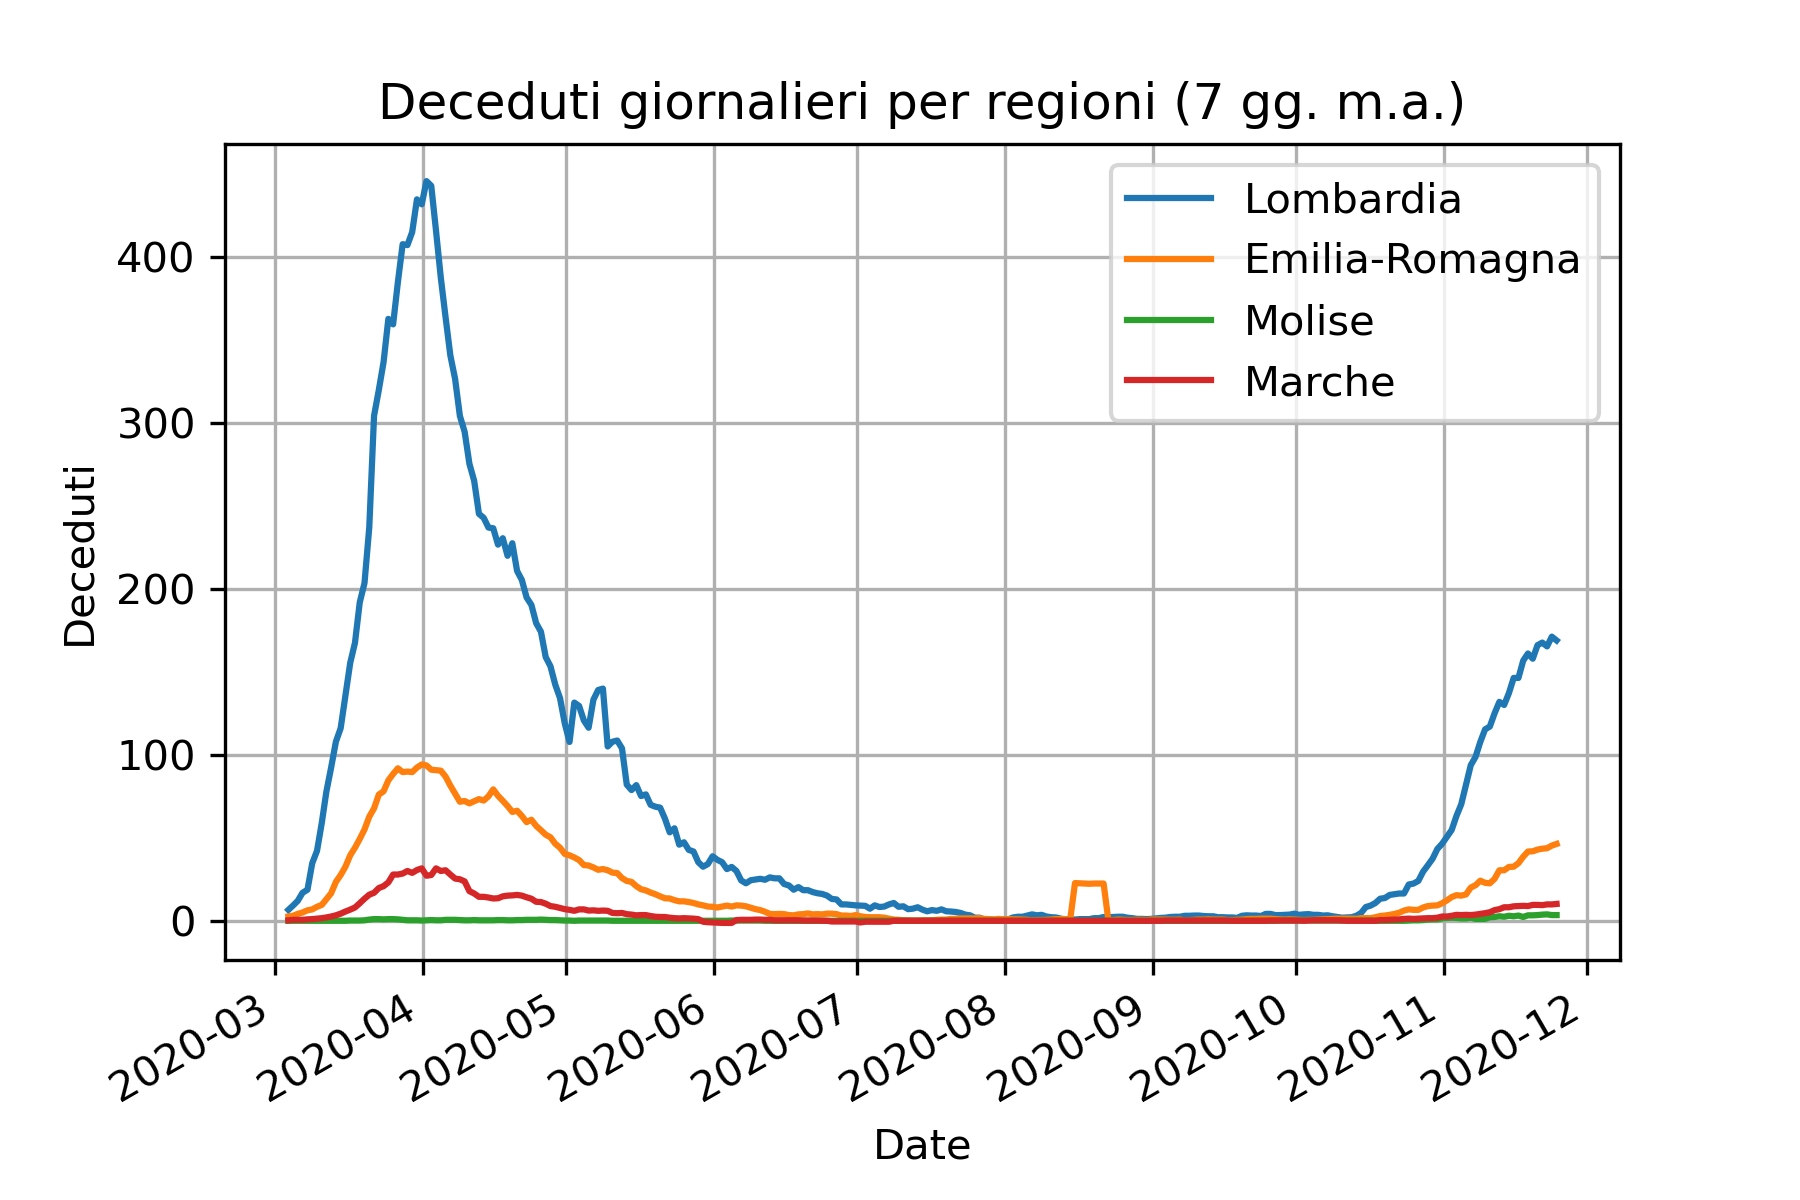 Deceduti giornalieri per regioni (7 gg. m.a.)
Lombardia
Emilia-Romagna
Molise
Marche
400
300
200
100
0
Deceduti
2020-03
2020-04
2020-05
2020-06
2020-07
2020-08
2020-09
2020-10
2020-11
2020-12
Date